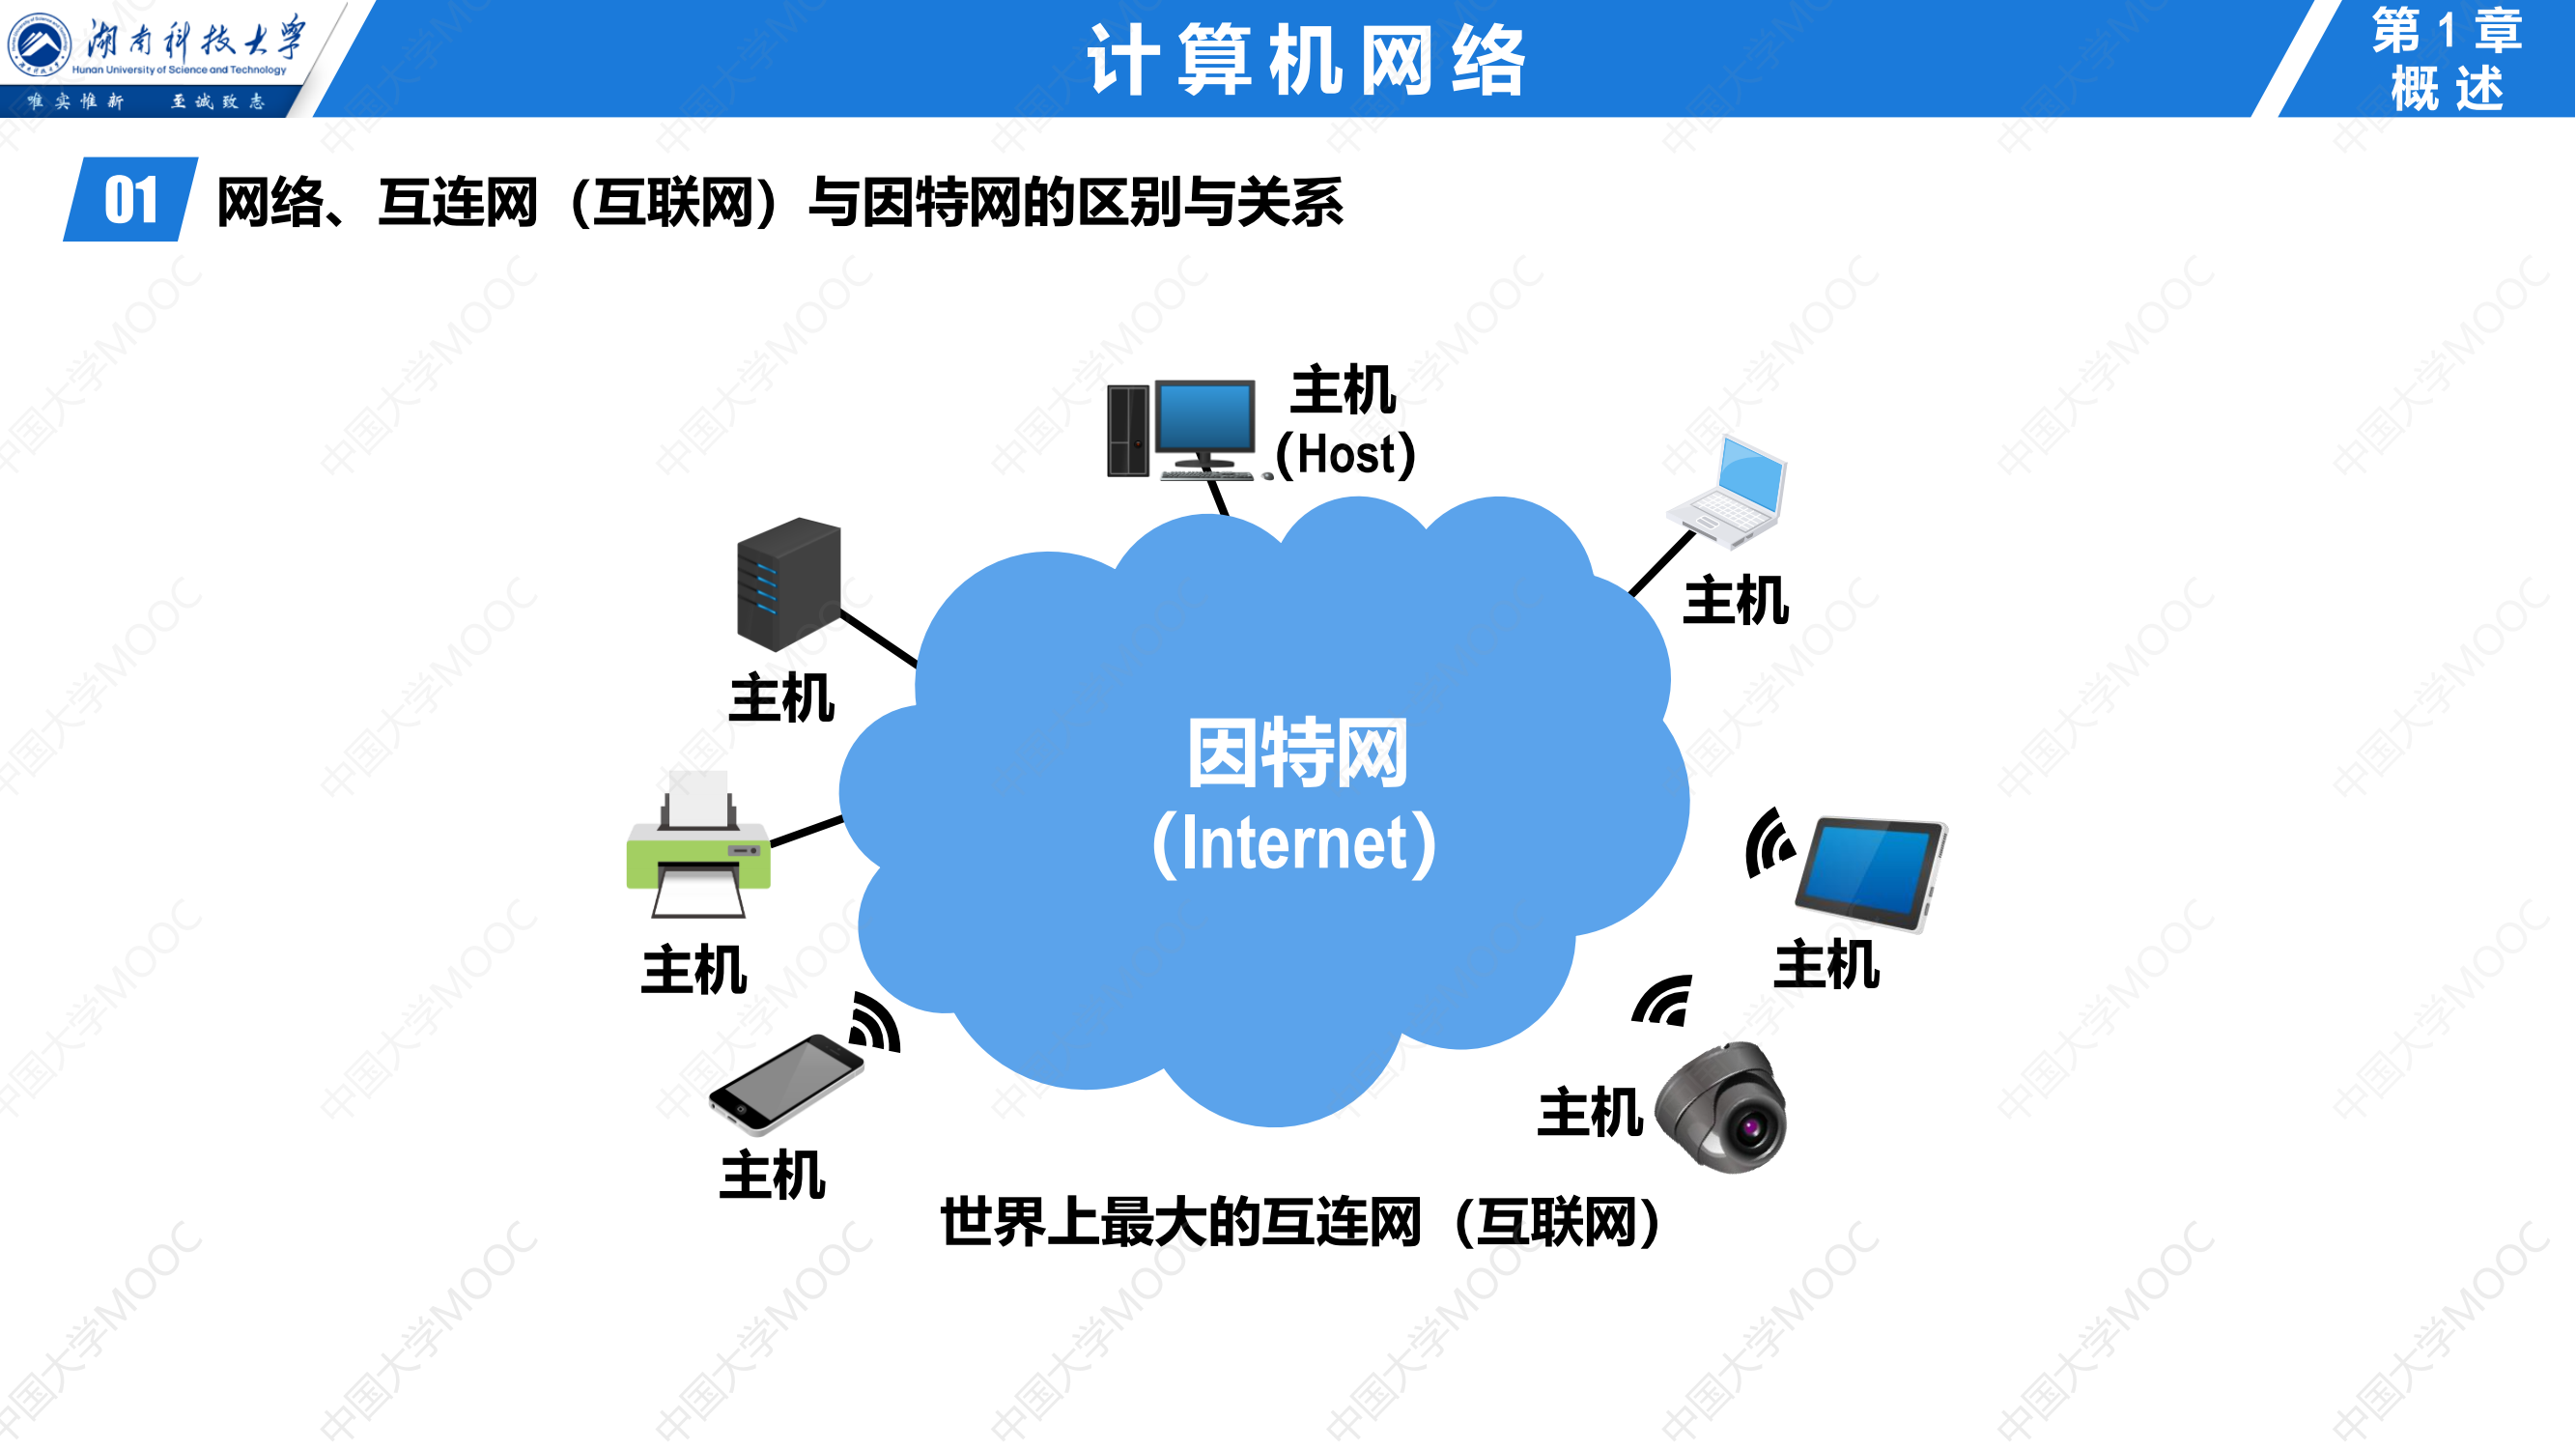 湖南科技大学
Hunan University of Science and Technology
唯实惟新 至诚致志
计算机网络
第1章
概述
01 网络、互连网（互联网）与因特网的区别与关系
主机
（Host）
主机
主机
因特网
（Internet）
主机
主机
主机
主机
世界上最大的互连网（互联网）
中国大学MOOC